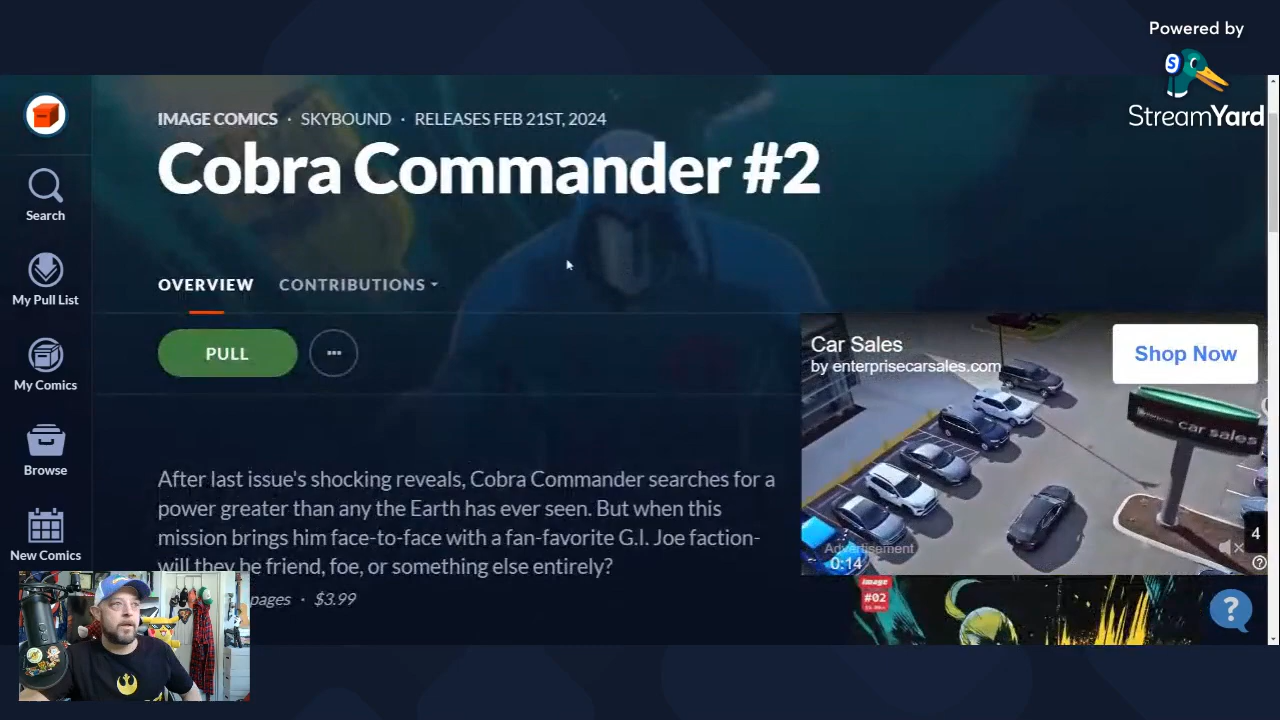 Powered by
S
StreamYard
IMAGE COMICS · SKYBOUND · RELEASES FEB 21ST, 2024
Cobra Commander #2
Search
My Pull List
My Comics
Browse
New Comics
OVERVIEW
CONTRIBUTIONS
PULL
...
Car Sales
by enterprisecarsales.com
Shop Now
car sales
Advertisement
0:14
4
After last issue's shocking reveals, Cobra Commander searches for a
power greater than any the Earth has ever seen. But when this
mission brings him face-to-face with a fan-favorite G.I. Joe faction-
will they be friend, foe, or something else entirely?
pages · $3.99
image
#02
?
?